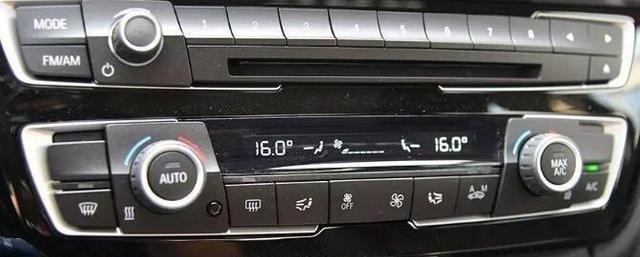 MODE
1 2 3 4 5 6 7 8
FM/AM
16.0° 16.0°
AUTO
MAX
A/C
A/C
OFF
A M